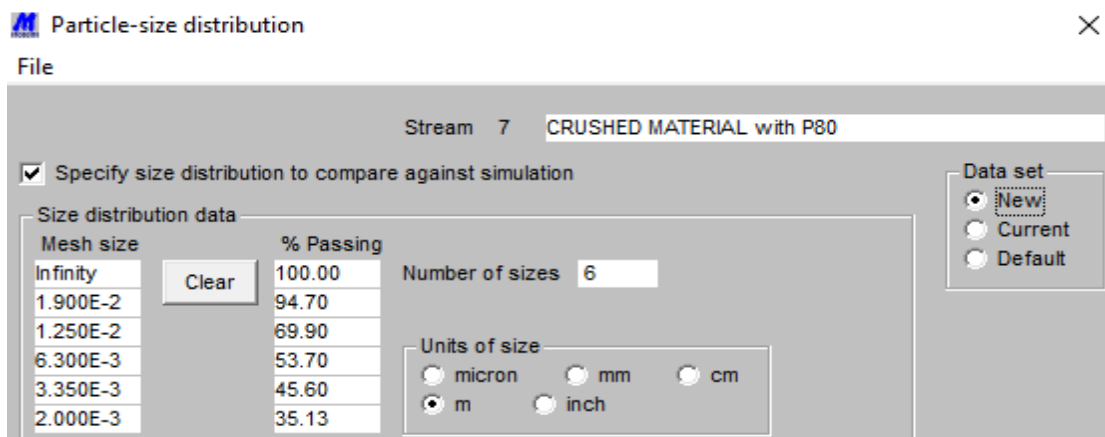 Particle-size distribution
File
Stream 7 CRUSHED MATERIAL with P80
Specify size distribution to compare against simulation
Data set
New
Current
Default
Size distribution data
Mesh size % Passing
Infinity Clear 100.00 Number of sizes 6
1.900E-2 94.70
1.250E-2 69.90
6.300E-3 53.70
3.350E-3 45.60
2.000E-3 35.13
Units of size
micron mm cm
m inch